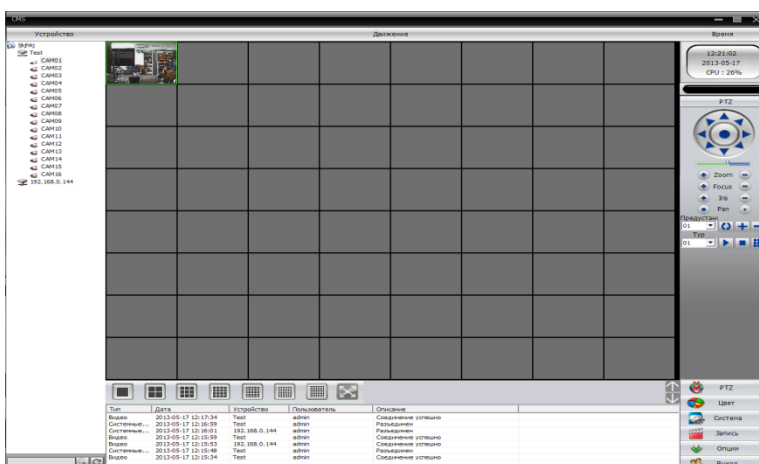 CMS
Устройство
Движения
Время
Test
CAM01
CAM02
CAM03
CAM04
CAM05
CAM06
CAM07
CAM08
CAM09
CAM10
CAM11
CAM12
CAM13
CAM14
CAM15
CAM16
192.168.0.144
12:21:02
2013-05-17
CPU : 26%
PTZ
Zoom
Focus
Iris
Pan
Предустан
01
Тур
01
PTZ
Цвет
Система
Запись
Опции
Выход
Тип Дата Устройство Пользователь Описание
Видео 2013-05-17 12:17:34 Test admin Соединение успешно
Системные... 2013-05-17 12:16:59 Test admin Разъединен
Системные... 2013-05-17 12:16:01 192.168.0.144 admin Разъединен
Видео 2013-05-17 12:15:59 Test admin Соединение успешно
Видео 2013-05-17 12:15:53 192.168.0.144 admin Соединение успешно
Системные... 2013-05-17 12:15:48 Test admin Разъединен
Видео 2013-05-17 12:15:34 Test admin Соединение успешно